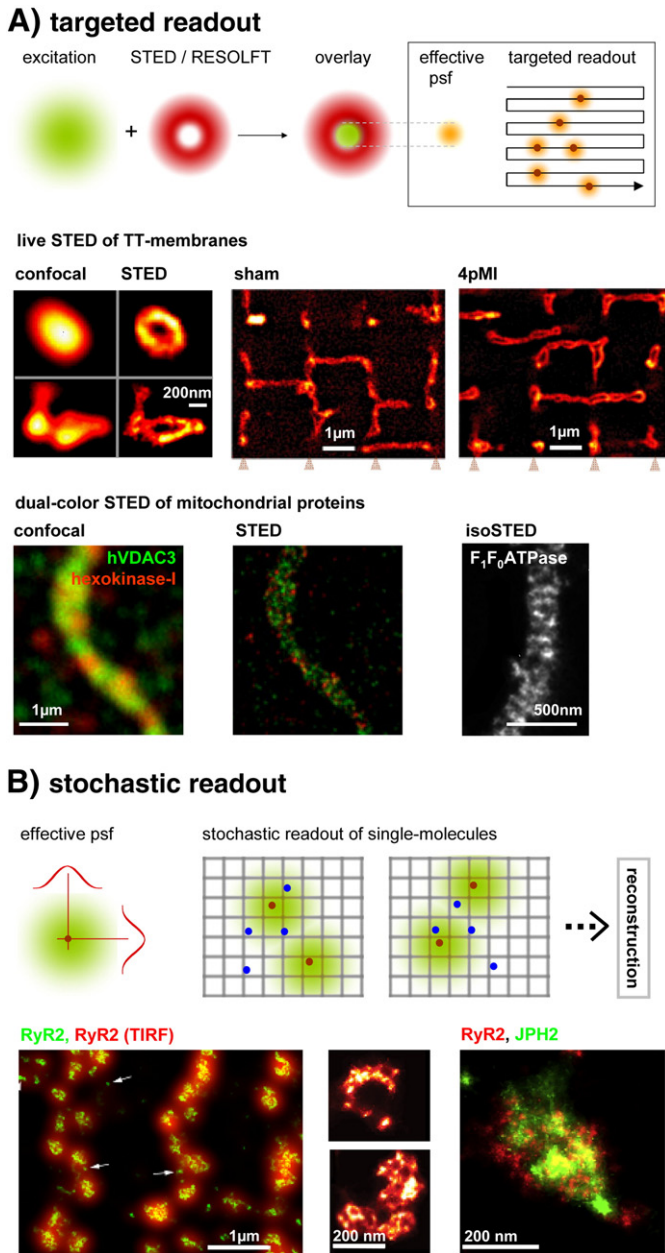 A) targeted readout
excitation
STED / RESOLFT
overlay
effective
psf
targeted readout
+
live STED of TT-membranes
confocal
STED
sham
4pMI
200nm
1µm
1µm
dual-color STED of mitochondrial proteins
confocal
STED
isoSTED
hVDAC3
hexokinase-I
F₁F₀ATPase
1µm
500nm
B) stochastic readout
effective psf
stochastic readout of single-molecules
reconstruction
RyR2, RyR2 (TIRF)
RyR2, JPH2
1µm
200 nm
200 nm